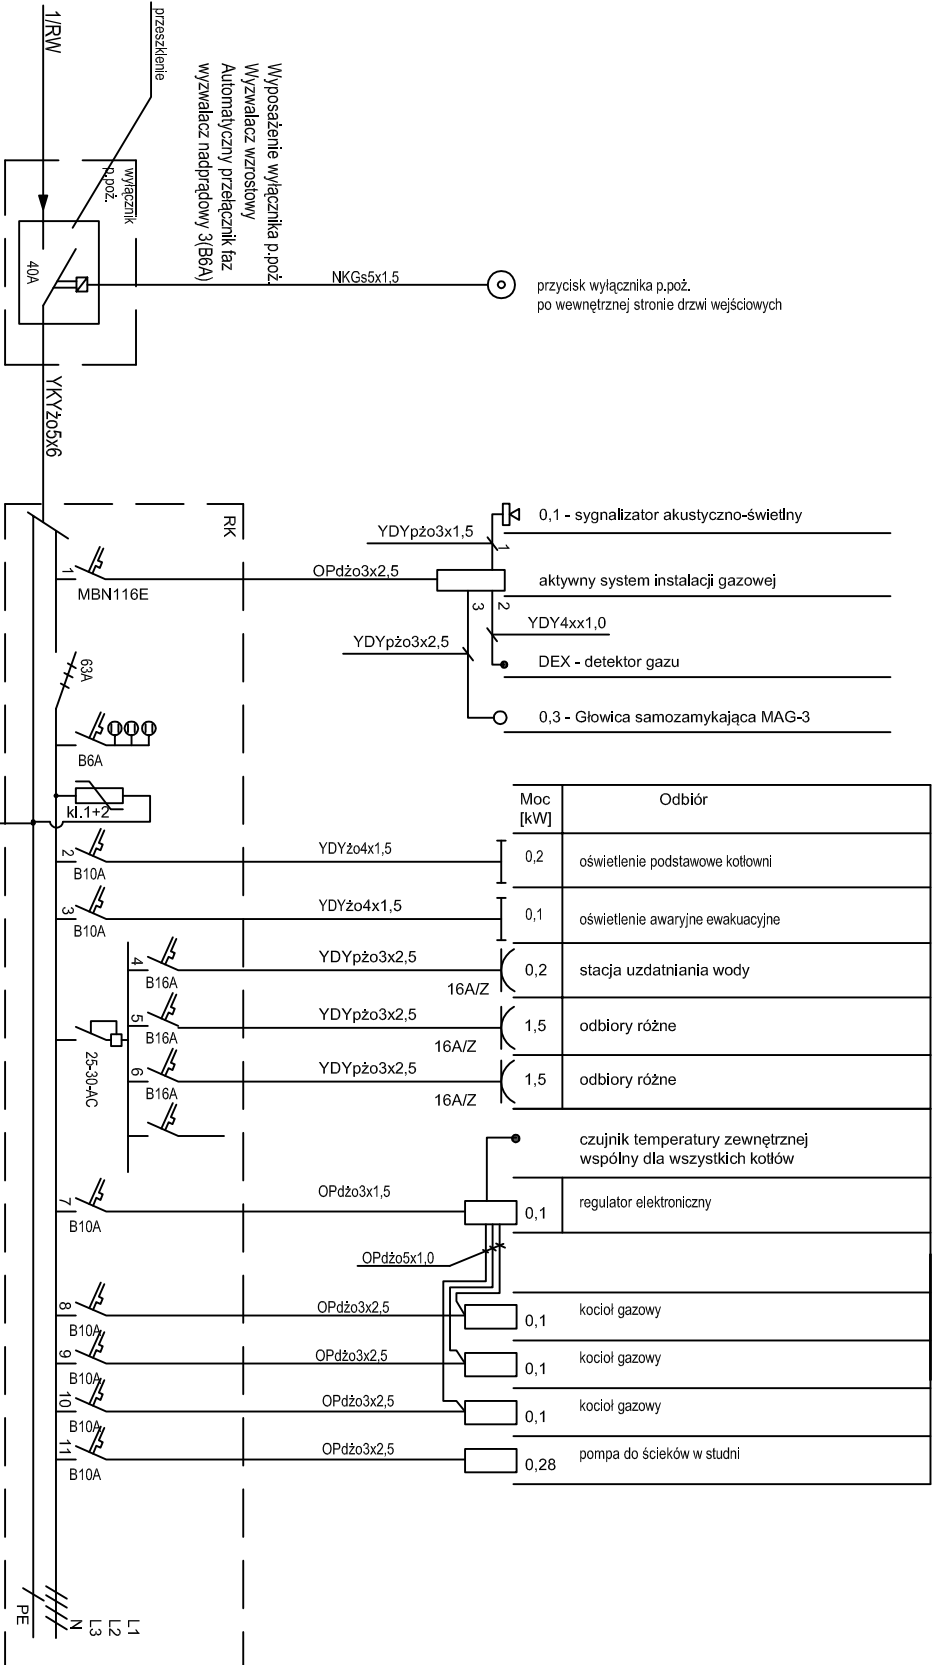 1/RW
przeszklenie
Wyposażenie wyłącznika p.poż.
Wyzwalacz wzrostowy
Automatyczny przełącznik faz
wyzwalacz nadprądowy 3(B6A)
wyłącznik
p.poż.
40A
NKGs5x1,5
przycisk wyłącznika p.poż.
po wewnętrznej stronie drzwi wejściowych
YKYżo5x6
RK
1
MBN116E
OPdżo3x2,5
YDYpżo3x1,5
1
0,1 - sygnalizator akustyczno-świetlny
aktywny system instalacji gazowej
3
2
YDY4xx1,0
YDYpżo3x2,5
DEX - detektor gazu
0,3 - Głowica samozamykająca MAG-3
63A
B6A
kl.1+2
Moc
[kW]
Odbiór
2
B10A
YDYżo4x1,5
0,2
oświetlenie podstawowe kotłowni
3
B10A
YDYżo4x1,5
0,1
oświetlenie awaryjne ewakuacyjne
4
B16A
YDYpżo3x2,5
16A/Z
0,2
stacja uzdatniania wody
5
B16A
YDYpżo3x2,5
16A/Z
1,5
odbiory różne
25-30-AC
6
B16A
YDYpżo3x2,5
16A/Z
1,5
odbiory różne
czujnik temperatury zewnętrznej
wspólny dla wszystkich kotłów
7
B10A
OPdżo3x1,5
0,1
regulator elektroniczny
OPdżo5x1,0
8
B10A
OPdżo3x2,5
0,1
kocioł gazowy
9
B10A
OPdżo3x2,5
0,1
kocioł gazowy
10
B10A
OPdżo3x2,5
0,1
kocioł gazowy
11
B10A
OPdżo3x2,5
0,28
pompa do ścieków w studni
L1
L2
L3
N
PE